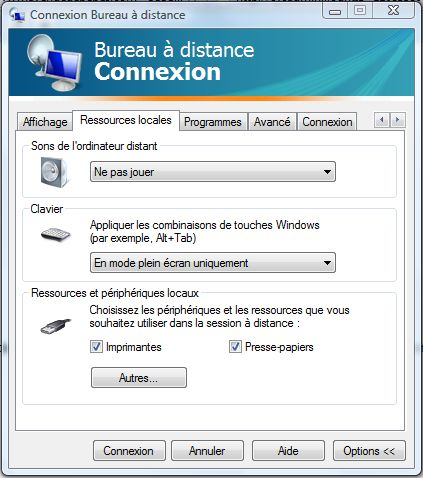 Connexion Bureau à distance
Bureau à distance
Connexion
Affichage Ressources locales Programmes Avancé Connexion
Sons de l'ordinateur distant
Ne pas jouer
Clavier
Appliquer les combinaisons de touches Windows
(par exemple, Alt+Tab)
En mode plein écran uniquement
Ressources et périphériques locaux
Choisissez les périphériques et les ressources que vous
souhaitez utiliser dans la session à distance :
Imprimantes Presse-papiers
Autres...
Connexion Annuler Aide Options <<